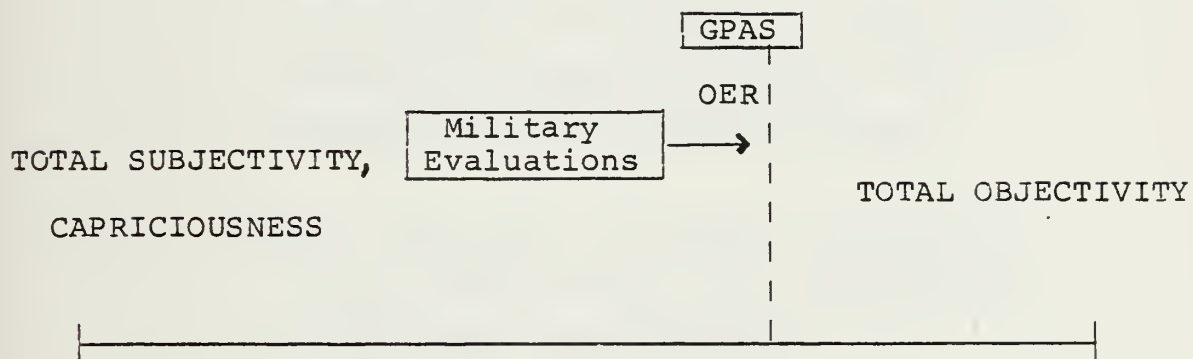 GPAS
OER
Military
Evaluations
TOTAL SUBJECTIVITY,
CAPRICIOUSNESS
TOTAL OBJECTIVITY